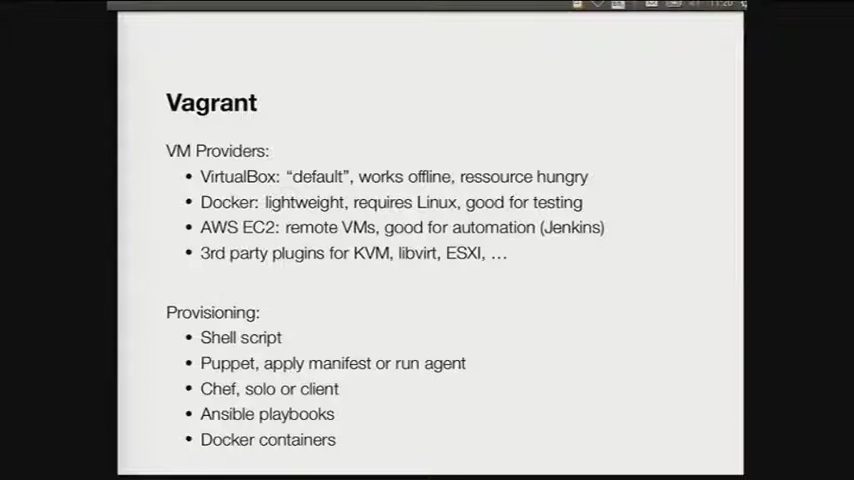 Vagrant
VM Providers:
• VirtualBox: “default”, works offline, ressource hungry
• Docker: lightweight, requires Linux, good for testing
• AWS EC2: remote VMs, good for automation (Jenkins)
• 3rd party plugins for KVM, libvirt, ESXI, …
Provisioning:
• Shell script
• Puppet, apply manifest or run agent
• Chef, solo or client
• Ansible playbooks
• Docker containers